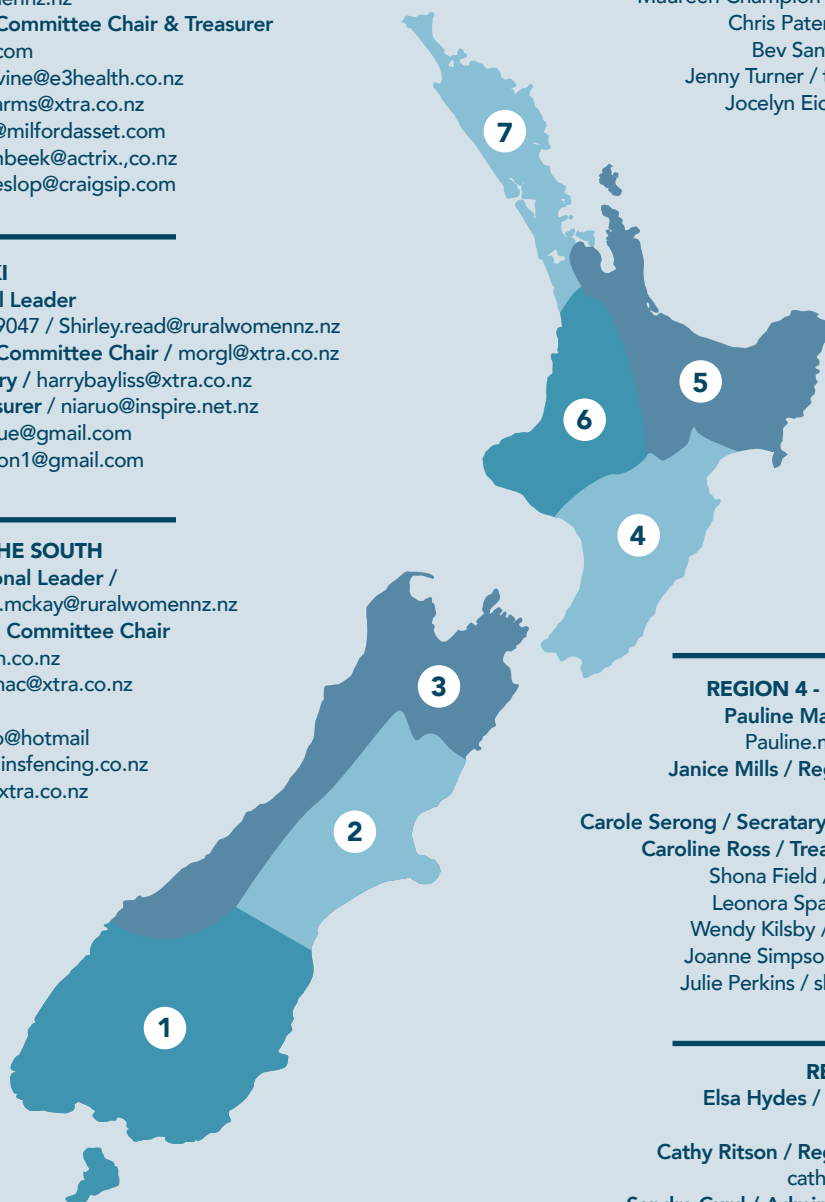 Committee Chair & Treasurer
com
vine@e3health.co.nz
arms@xtra.co.nz
@milfordasset.com
nbeek@actrix.,co.nz
eslop@craigsip.com
KI
l Leader
9047 / Shirley.read@ruralwomennz.nz
Committee Chair / morgl@xtra.co.nz
ry / harrybayliss@xtra.co.nz
surer / niaruo@inspire.net.nz
ue@gmail.com
on1@gmail.com
HE SOUTH
onal Leader /
.mckay@ruralwomennz.nz
Committee Chair
n.co.nz
mac@xtra.co.nz
o@hotmail
insfencing.co.nz
xtra.co.nz
Maureen Champion
Chris Pater
Bev San
Jenny Turner / t
Jocelyn Eic
7
5
6
4
3
2
1
REGION 4 -
Pauline Ma
Pauline.m
Janice Mills / Reg
Carole Serong / Secratary
Caroline Ross / Trea
Shona Field /
Leonora Spa
Wendy Kilsby /
Joanne Simpso
Julie Perkins / sl
RE
Elsa Hydes /
Cathy Ritson / Reg
cath